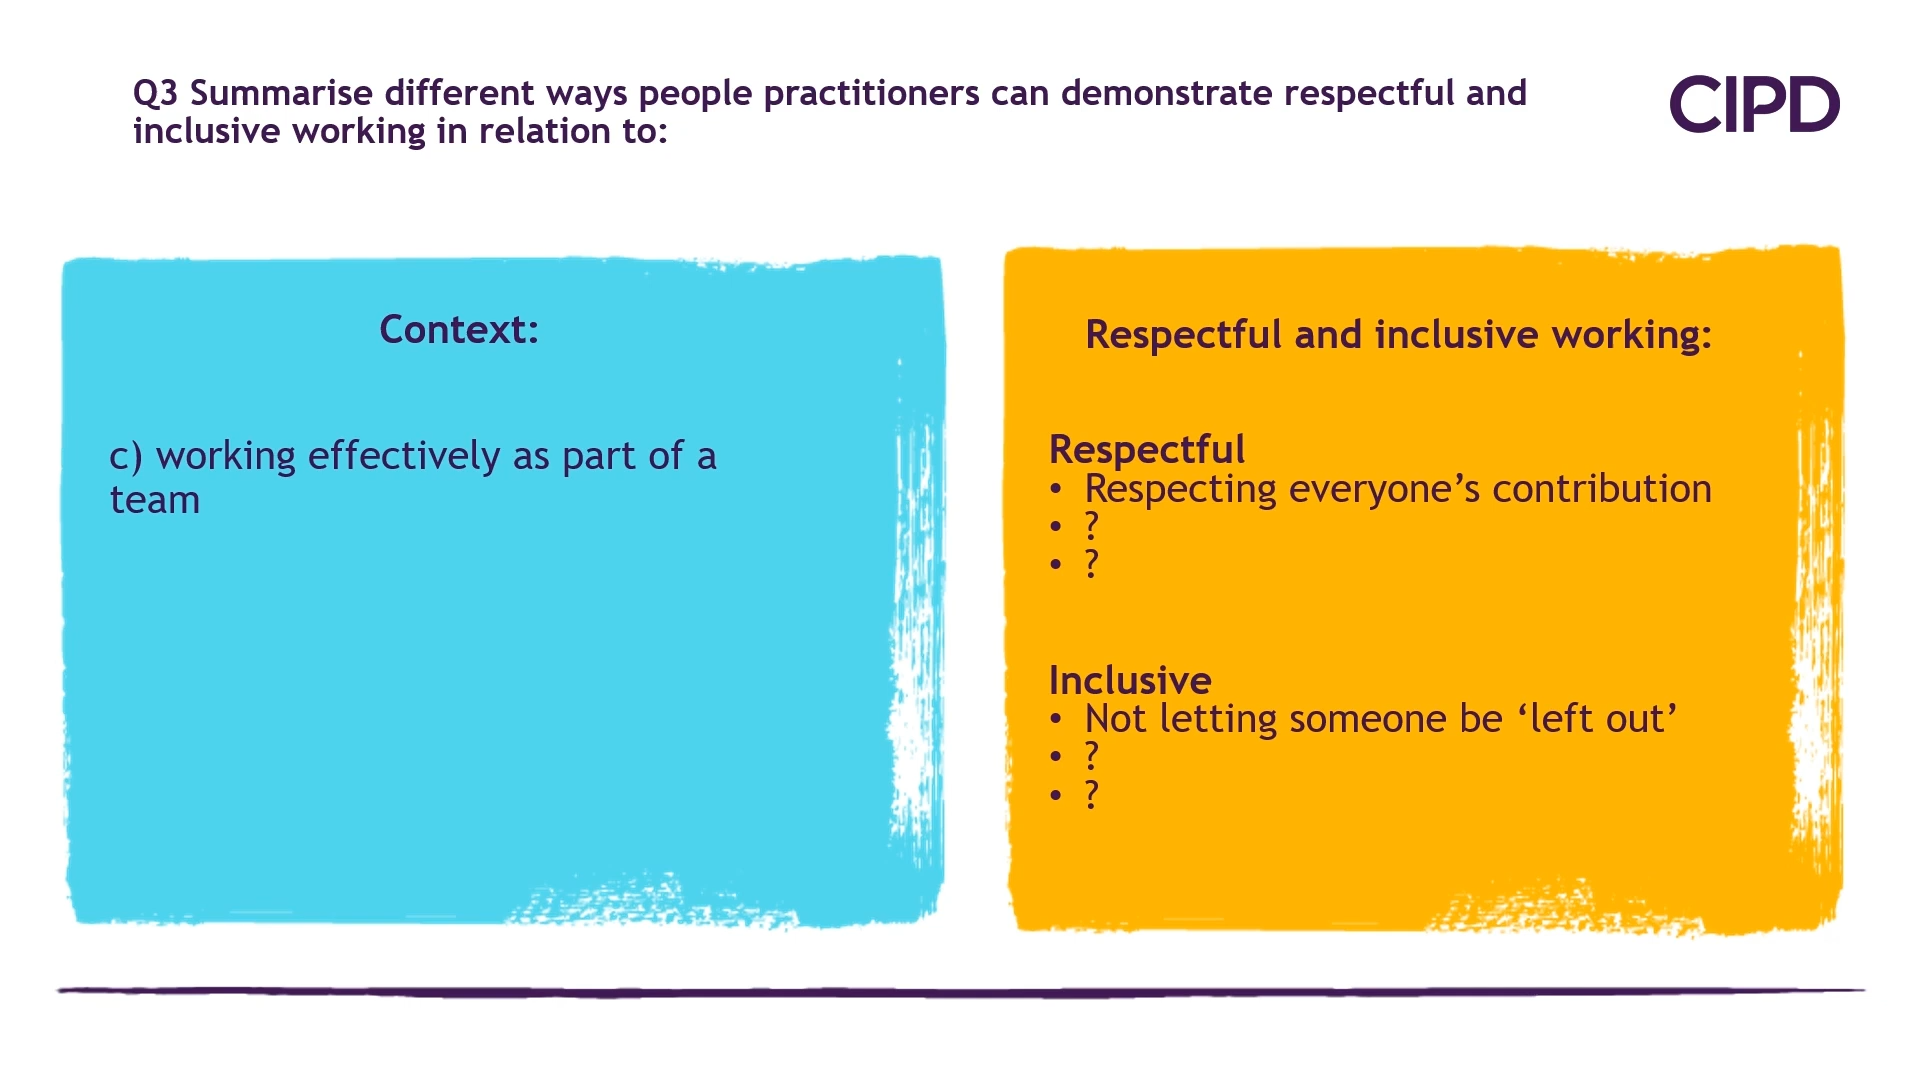 Q3 Summarise different ways people practitioners can demonstrate respectful and
inclusive working in relation to:
CIPD
Context:
c) working effectively as part of a
team
Respectful and inclusive working:
Respectful
• Respecting everyone’s contribution
• ?
• ?
Inclusive
• Not letting someone be ‘left out’
• ?
• ?